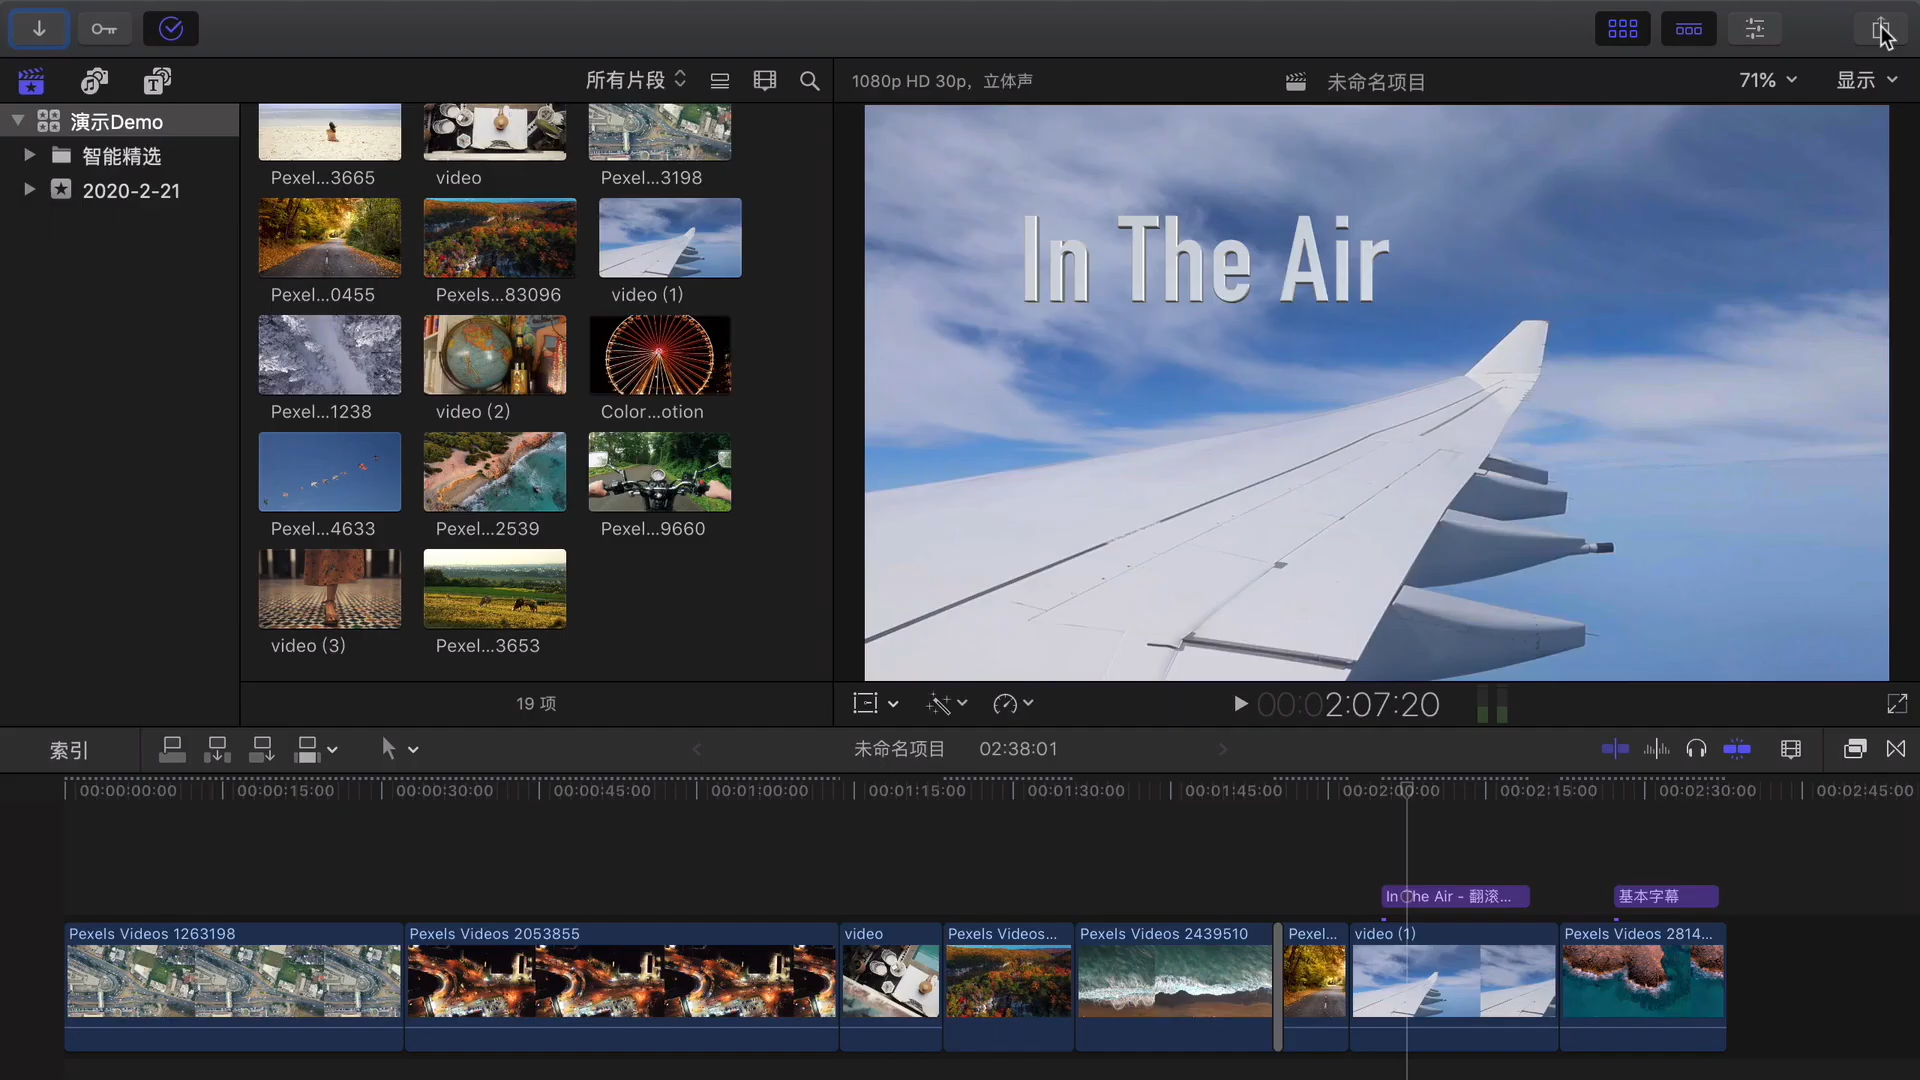 所有片段
1080p HD 30p, 立体声
未命名项目
71%
显示
演示Demo
智能精选
2020-2-21
Pexel...3665
video
Pexel...3198
Pexel...0455
Pexels...83096
video (1)
Pexel...1238
video (2)
Color...otion
Pexel...4633
Pexel...2539
Pexel...9660
video (3)
Pexel...3653
19 项
In The Air
00:02:07:20
索引
未命名项目
02:38:01
00:00:00:00
00:00:15:00
00:00:30:00
00:00:45:00
00:01:00:00
00:01:15:00
00:01:30:00
00:01:45:00
00:02:00:00
00:02:15:00
00:02:30:00
00:02:45:00
In The Air - 翻滚...
基本字幕
Pexels Videos 1263198
Pexels Videos 2053855
video
Pexels Videos...
Pexels Videos 2439510
Pexel...
video (1)
Pexels Videos 2814...